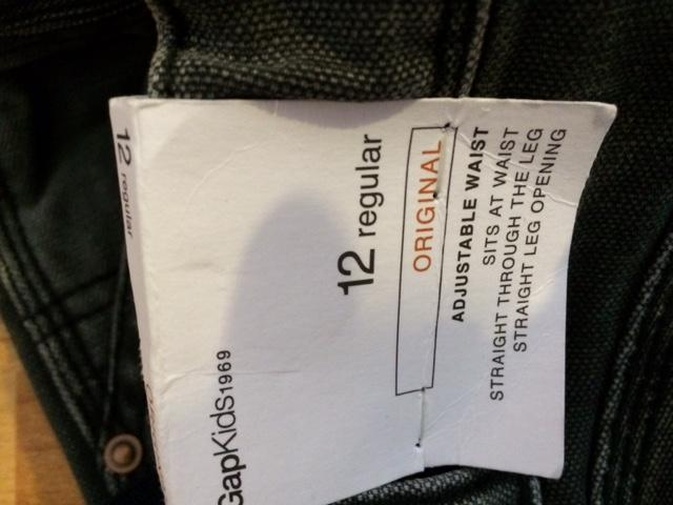 GapKids1969
12 regular
ORIGINAL
ADJUSTABLE WAIST
SITS AT WAIST
STRAIGHT THROUGH THE LEG
STRAIGHT LEG OPENING
12 regular